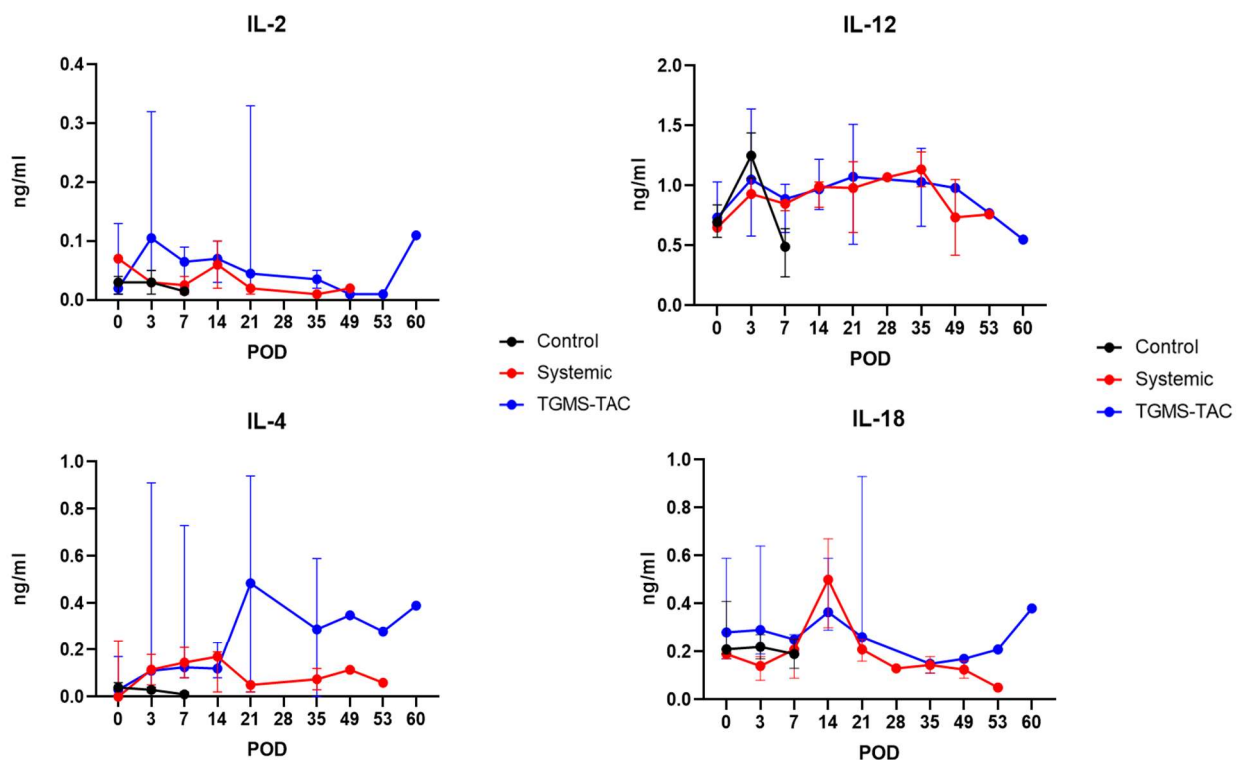 IL-2
0.4
0.3
0.2
0.1
0.0
ng/ml
0 3 7 14 21 28 35 49 53 60
POD
IL-12
2.0
1.5
1.0
0.5
0.0
ng/ml
0 3 7 14 21 28 35 49 53 60
POD
Control
Systemic
TGMS-TAC
Control
Systemic
TGMS-TAC
IL-4
1.0
0.8
0.6
0.4
0.2
0.0
ng/ml
0 3 7 14 21 28 35 49 53 60
POD
IL-18
1.0
0.8
0.6
0.4
0.2
0.0
ng/ml
0 3 7 14 21 28 35 49 53 60
POD